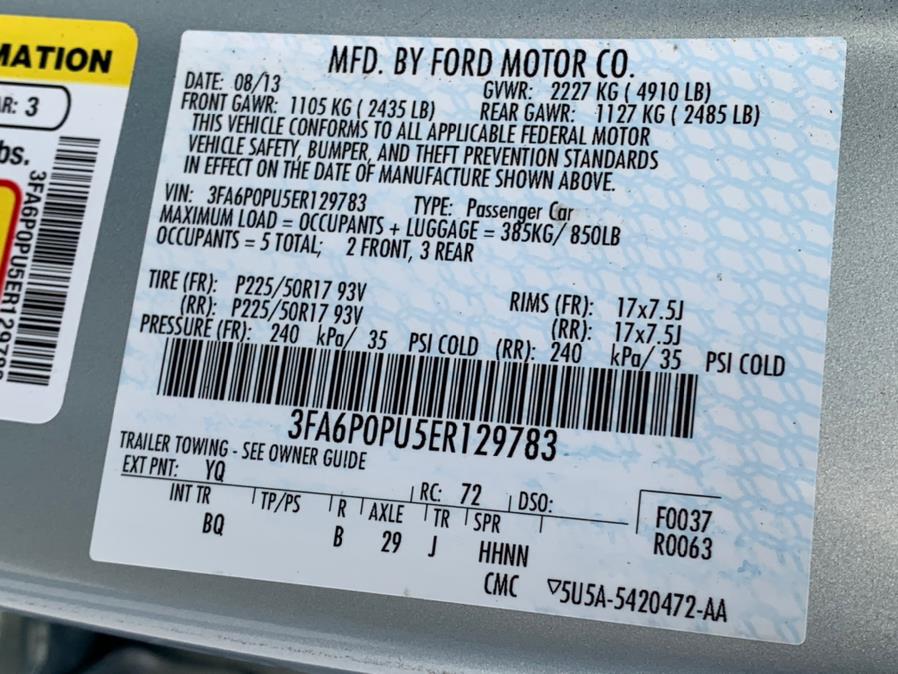 MATION
AR: 3
bs.
3FA6P0PU5ER129783
MFD. BY FORD MOTOR CO.
DATE: 08/13 GVWR: 2227 KG ( 4910 LB)
FRONT GAWR: 1105 KG ( 2435 LB) REAR GAWR: 1127 KG ( 2485 LB)
THIS VEHICLE CONFORMS TO ALL APPLICABLE FEDERAL MOTOR
VEHICLE SAFETY, BUMPER, AND THEFT PREVENTION STANDARDS
IN EFFECT ON THE DATE OF MANUFACTURE SHOWN ABOVE.
VIN: 3FA6P0PU5ER129783 TYPE: Passenger Car
MAXIMUM LOAD = OCCUPANTS + LUGGAGE = 385KG/ 850LB
OCCUPANTS = 5 TOTAL; 2 FRONT, 3 REAR
TIRE (FR): P225/50R17 93V RIMS (FR): 17x7.5J
(RR): P225/50R17 93V (RR): 17x7.5J
PRESSURE (FR): 240 kPa/ 35 PSI COLD (RR): 240 kPa/ 35 PSI COLD
3FA6P0PU5ER129783
TRAILER TOWING - SEE OWNER GUIDE
EXT PNT: YQ RC: 72 DSO:
INT TR TP/PS R AXLE TR SPR F0037
BQ B 29 J HHNN R0063
CMC ▽5U5A-5420472-AA